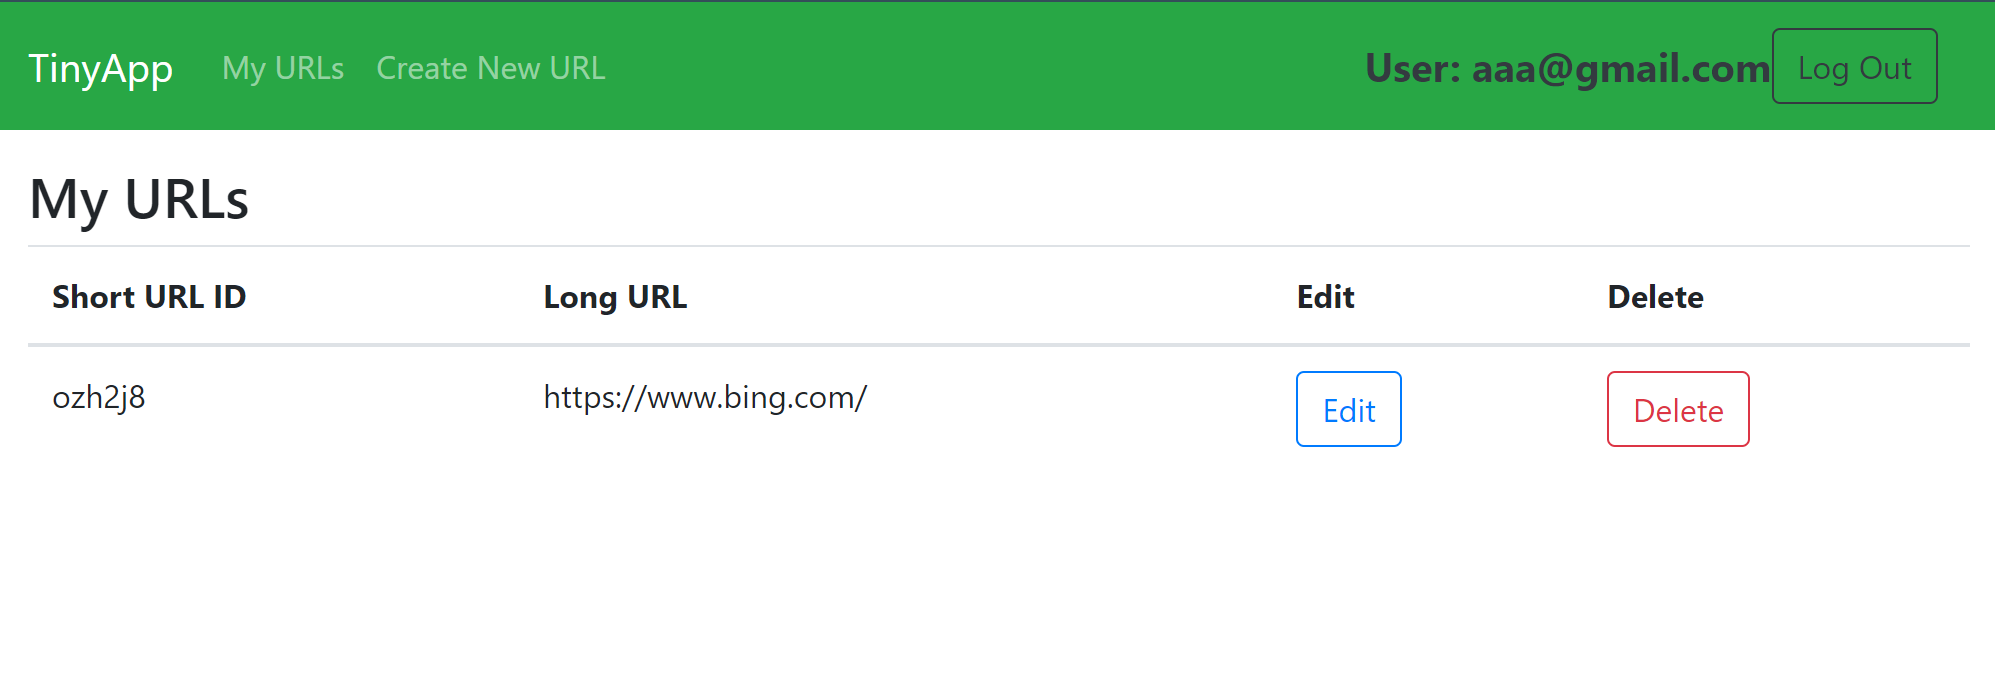 TinyApp My URLs Create New URL User: aaa@gmail.com Log Out
My URLs
Short URL ID Long URL Edit Delete
ozh2j8 https://www.bing.com/ Edit Delete